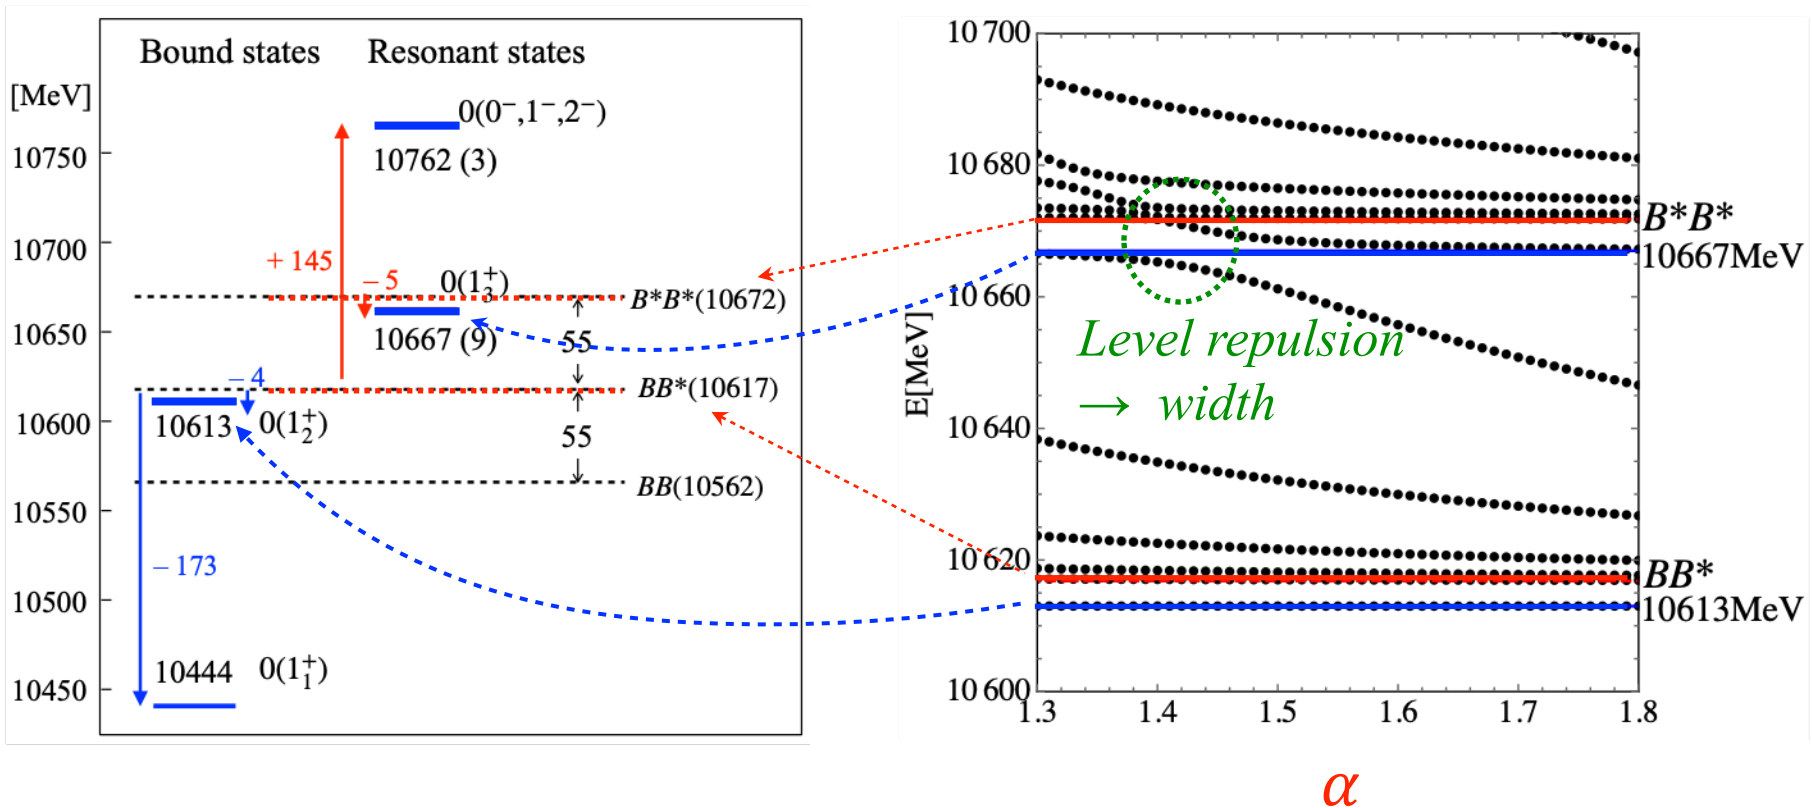 Bound states
Resonant states
[MeV]
10750
10700
10650
10600
10550
10500
10450
0(0⁻,1⁻,2⁻)
10762 (3)
+ 145
– 5
0(1₃⁺)
10667 (9)
B*B*(10672)
55
– 4
BB*(10617)
10613
0(1₂⁺)
55
BB(10562)
– 173
10444
0(1₁⁺)
E[MeV]
10 700
10 680
10 660
10 640
10 620
10 600
1.3
1.4
1.5
1.6
1.7
1.8
B*B*
10667MeV
Level repulsion
→ width
BB*
10613MeV
α